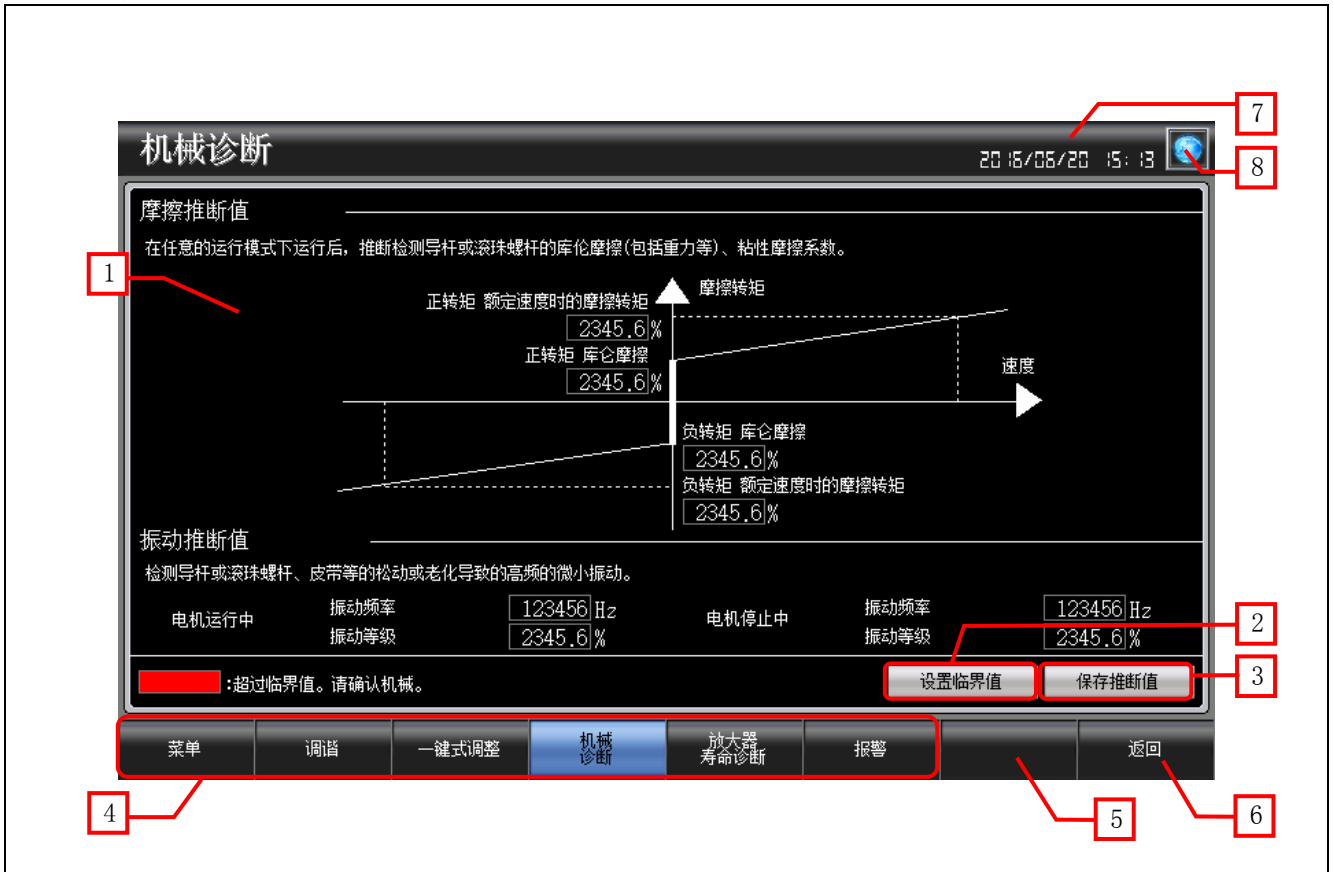 7
机械诊断
2016/06/20 15:13
8
摩擦推断值
在任意的运行模式下运行后，推断检测导杆或滚珠螺杆的库伦摩擦(包括重力等)、粘性摩擦系数。
1
摩擦转矩
正转矩 额定速度时的摩擦转矩
2345.6%
正转矩 库仑摩擦
2345.6%
速度
负转矩 库仑摩擦
2345.6%
负转矩 额定速度时的摩擦转矩
2345.6%
振动推断值
检测导杆或滚珠螺杆、皮带等的松动或老化导致的高频的微小振动。
电机运行中
振动频率 123456 Hz
振动等级 2345.6 %
电机停止中
振动频率 123456 Hz
振动等级 2345.6 %
2
:超过临界值。请确认机械。
设置临界值
保存推断值
3
菜单
调谐
一键式调整
机械
诊断
放大器
寿命诊断
报警
返回
4
5
6